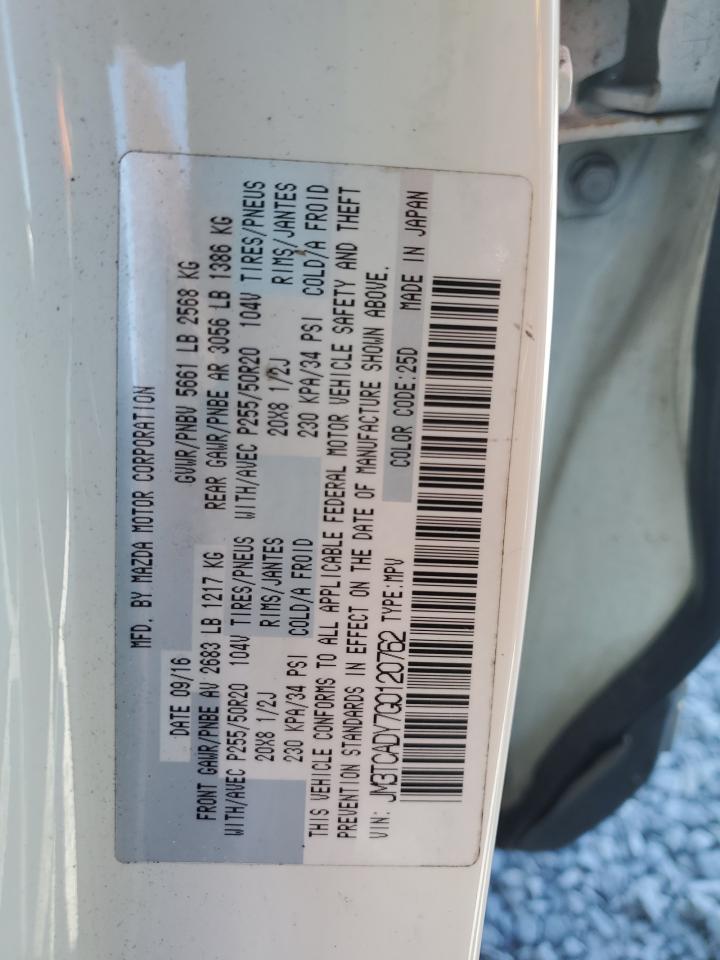 MFD. BY MAZDA MOTOR CORPORATION
DATE 09/16 GVWR/PNBV 5661 LB 2568 KG
FRONT GAWR/PNBE AV 2683 LB 1217 KG REAR GAWR/PNBE AR 3056 LB 1386 KG
WITH/AVEC P255/50R20 104V TIRES/PNEUS WITH/AVEC P255/50R20 104V TIRES/PNEUS
20X8 1/2J RIMS/JANTES 20X8 1/2J RIMS/JANTES
230 KPA/34 PSI COLD/A FROID 230 KPA/34 PSI COLD/A FROID
THIS VEHICLE CONFORMS TO ALL APPLICABLE FEDERAL MOTOR VEHICLE SAFETY AND THEFT
PREVENTION STANDARDS IN EFFECT ON THE DATE OF MANUFACTURE SHOWN ABOVE.
VIN: JM3TCADY7G0120762 TYPE:MPV COLOR CODE:25D MADE IN JAPAN